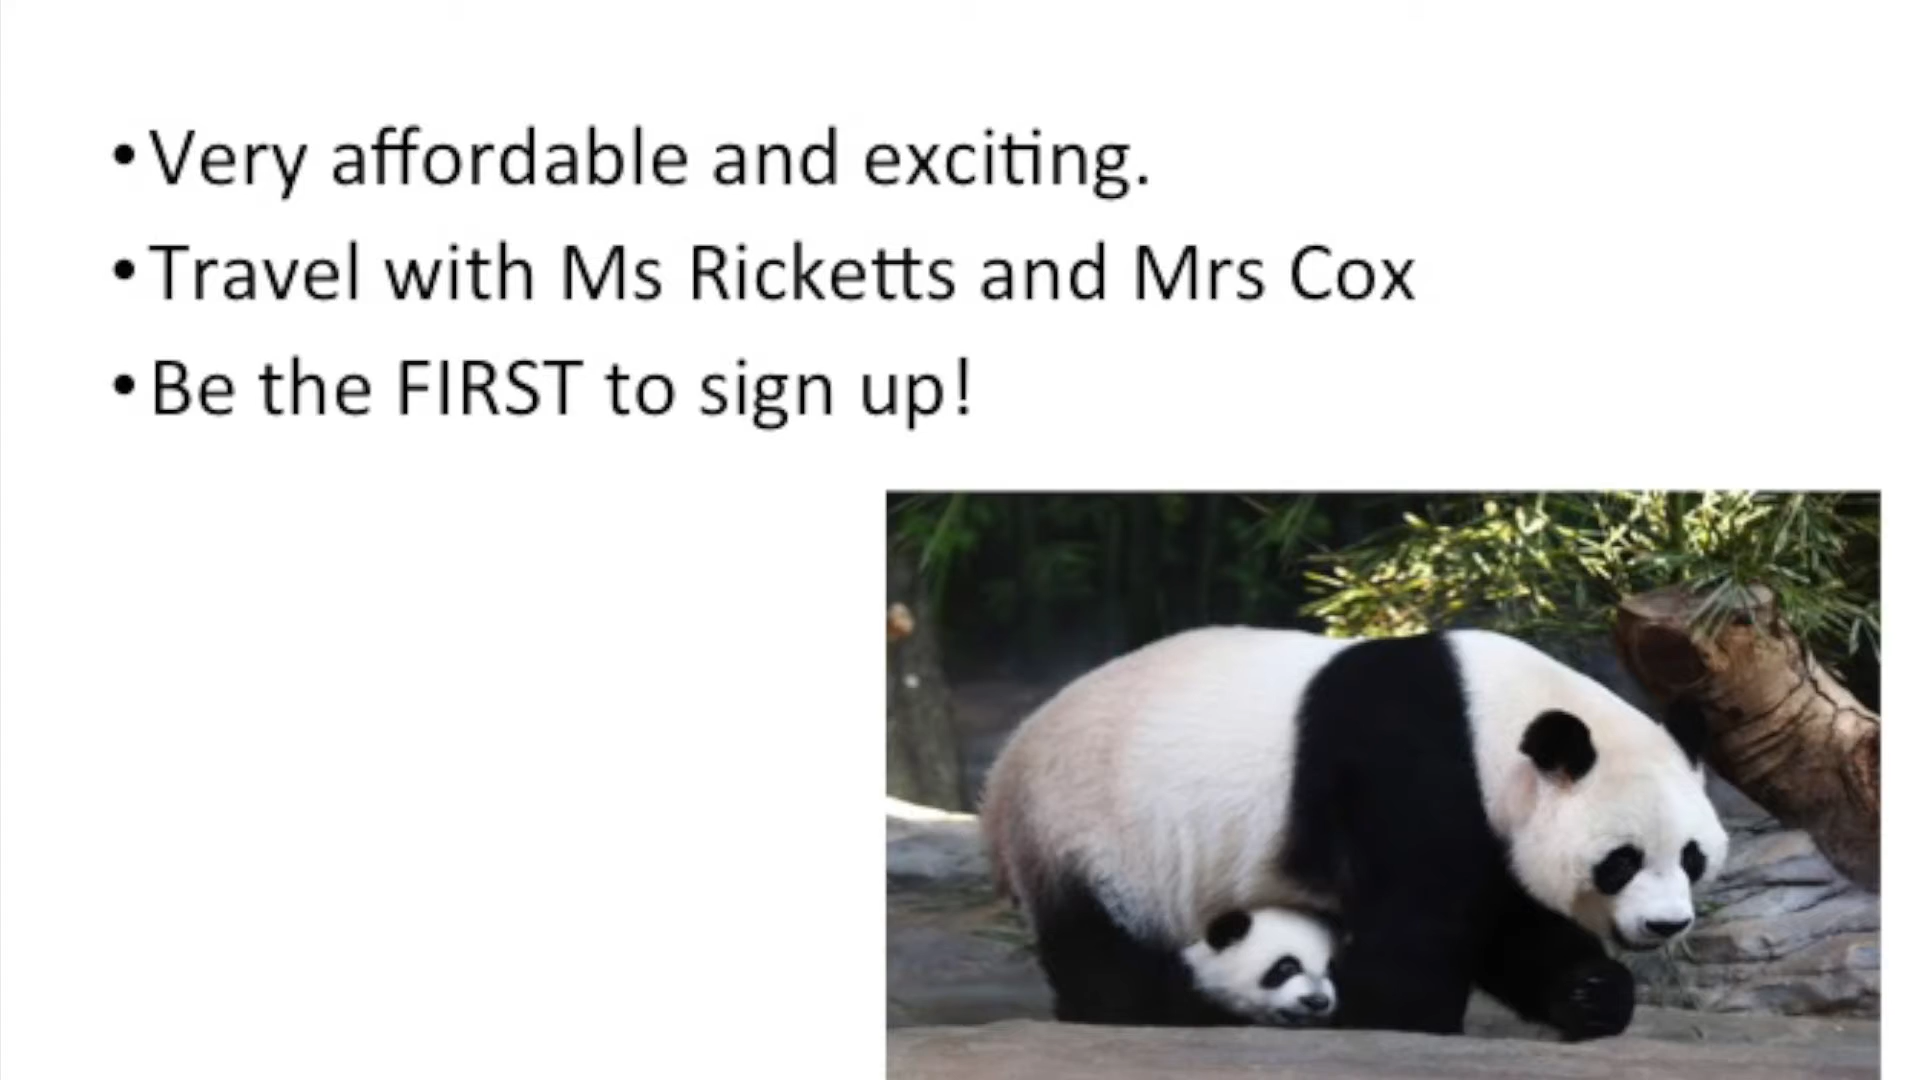 •Very affordable and exciting.
•Travel with Ms Ricketts and Mrs Cox
•Be the FIRST to sign up!